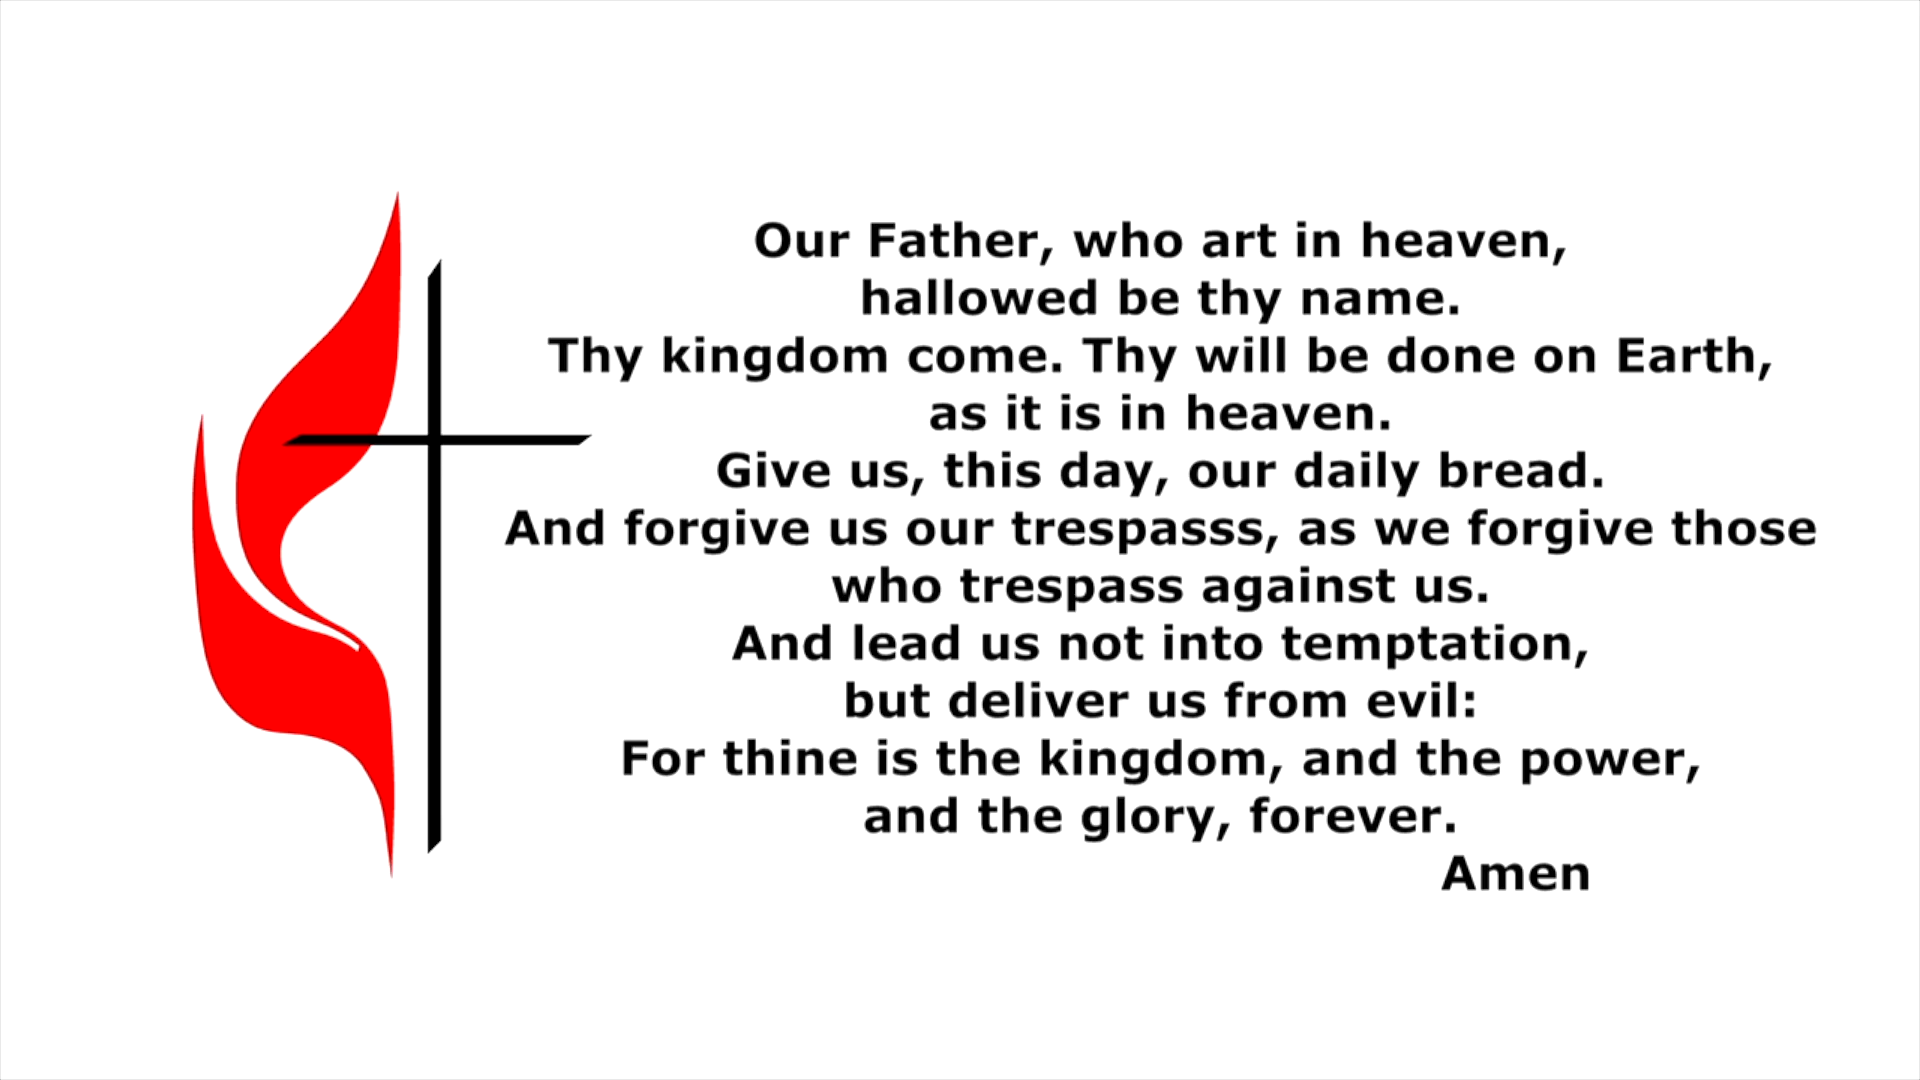 Our Father, who art in heaven,
hallowed be thy name.
Thy kingdom come. Thy will be done on Earth,
as it is in heaven.
Give us, this day, our daily bread.
And forgive us our trespasss, as we forgive those
who trespass against us.
And lead us not into temptation,
but deliver us from evil:
For thine is the kingdom, and the power,
and the glory, forever.
Amen